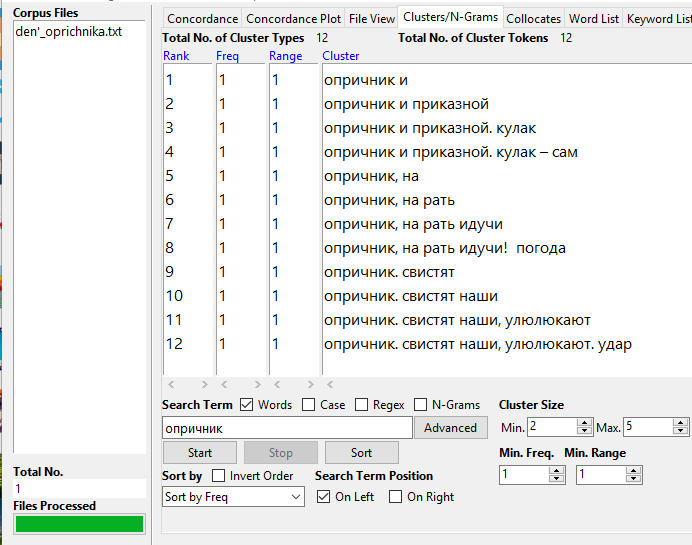 Corpus Files
den'_oprichnika.txt
Total No.
1
Files Processed
Concordance Concordance Plot File View Clusters/N-Grams Collocates Word List Keyword List
Total No. of Cluster Types 12 Total No. of Cluster Tokens 12
Rank Freq Range Cluster
1 1 1 опричник и
2 1 1 опричник и приказной
3 1 1 опричник и приказной. кулак
4 1 1 опричник и приказной. кулак – сам
5 1 1 опричник, на
6 1 1 опричник, на рать
7 1 1 опричник, на рать идучи
8 1 1 опричник, на рать идучи!  погода
9 1 1 опричник. свистят
10 1 1 опричник. свистят наши
11 1 1 опричник. свистят наши, улюлюкают
12 1 1 опричник. свистят наши, улюлюкают. удар
Search Term Words Case Regex N-Grams Cluster Size
опричник Advanced Min. 2 Max. 5
Start Stop Sort Min. Freq. Min. Range
1 1
Sort by Invert Order Search Term Position
Sort by Freq On Left On Right